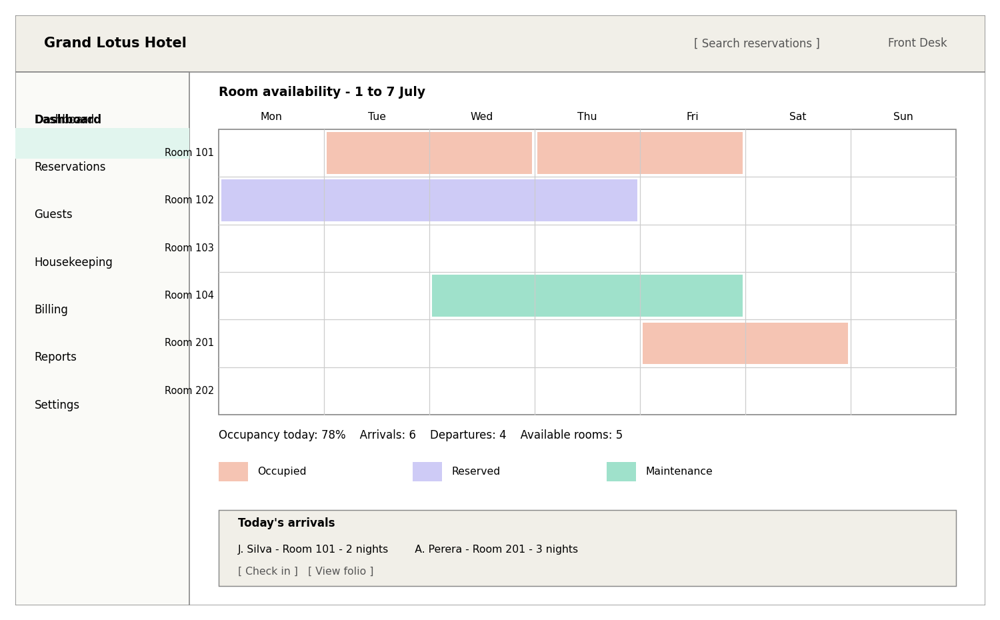 Grand Lotus Hotel
[ Search reservations ]
Front Desk
Dashboard
Reservations
Guests
Housekeeping
Billing
Reports
Settings
Room availability - 1 to 7 July
Mon Tue Wed Thu Fri Sat Sun
Room 101
Room 102
Room 103
Room 104
Room 201
Room 202
Occupancy today: 78% Arrivals: 6 Departures: 4 Available rooms: 5
Occupied Reserved Maintenance
Today's arrivals
J. Silva - Room 101 - 2 nights A. Perera - Room 201 - 3 nights
[ Check in ] [ View folio ]